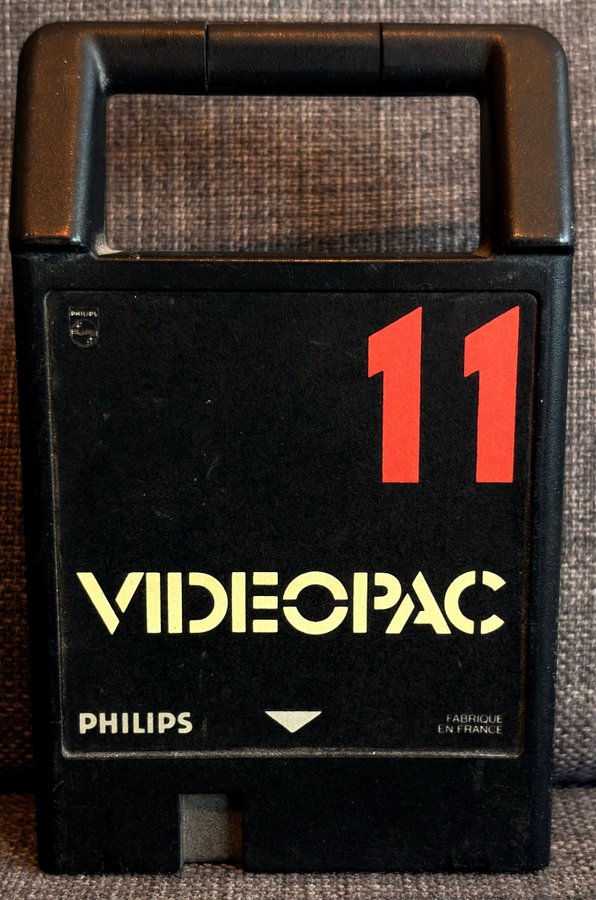 PHILIPS
11
VIDEOPAC
PHILIPS
FABRIQUE
EN FRANCE